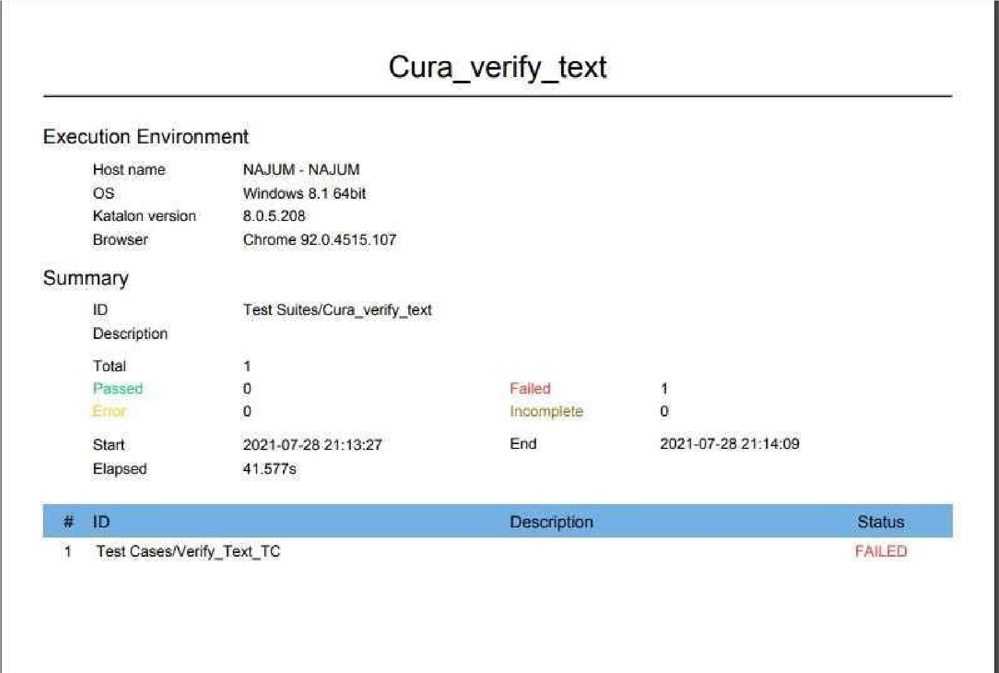 Cura_verify_text
Execution Environment
Host name NAJUM - NAJUM
OS Windows 8.1 64bit
Katalon version 8.0.5.208
Browser Chrome 92.0.4515.107
Summary
ID Test Suites/Cura_verify_text
Description
Total 1
Passed 0 Failed 1
Error 0 Incomplete 0
Start 2021-07-28 21:13:27 End 2021-07-28 21:14:09
Elapsed 41.577s
# ID Description Status
1 Test Cases/Verify_Text_TC FAILED